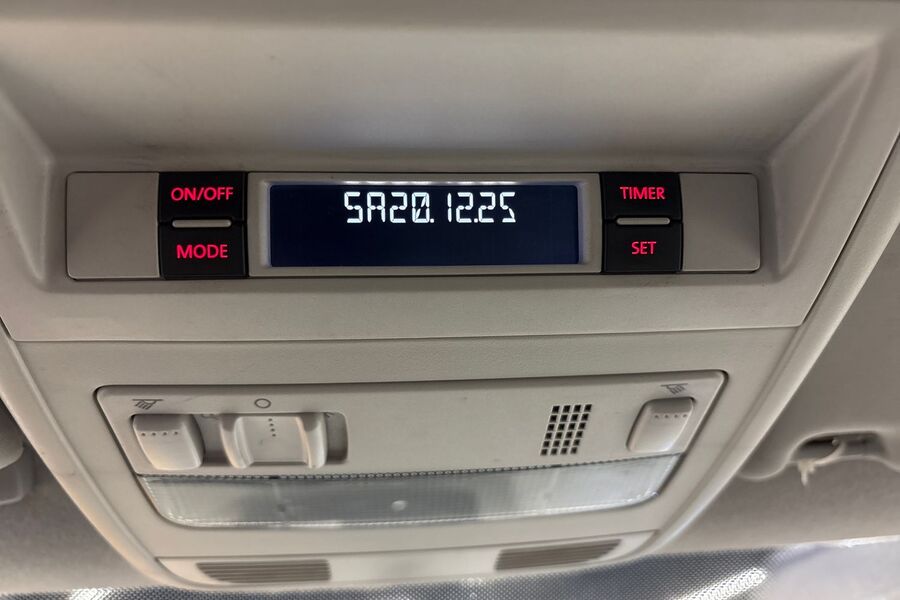 ON/OFF
MODE
SA20.12.25
TIMER
SET